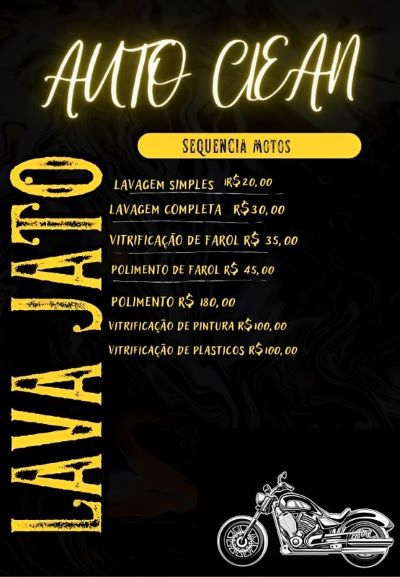 AUTO CLEAN
SEQUENCIA MOTOS
LAVA JATO
LAVAGEM SIMPLES R$20,00
LAVAGEM COMPLETA R$30,00
VITRIFICAÇÃO DE FAROL R$ 35,00
POLIMENTO DE FAROL R$ 45,00
POLIMENTO R$ 180,00
VITRIFICAÇÃO DE PINTURA R$100,00
VITRIFICAÇÃO DE PLASTICOS R$100,00